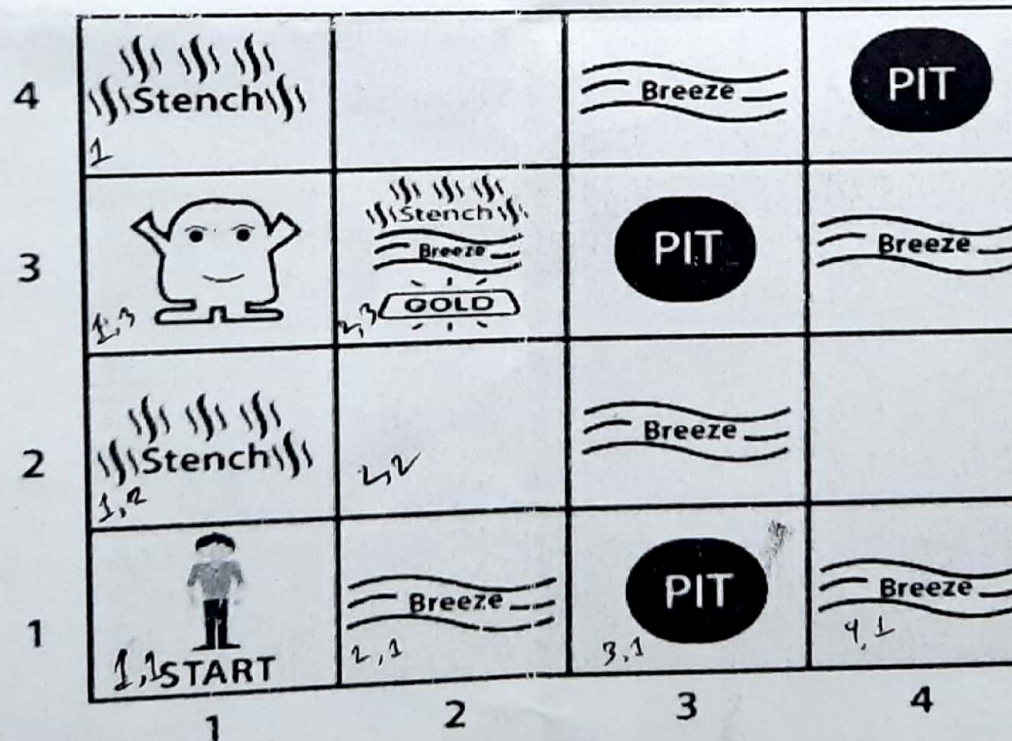 4
Stench
Breeze
PIT
1
3
Stench
Breeze
GOLD
PIT
Breeze
1,3
2,3
2
Stench
Breeze
1,2
2,2
1
START
1,1
Breeze
2,1
PIT
3,1
Breeze
4,1
1
2
3
4